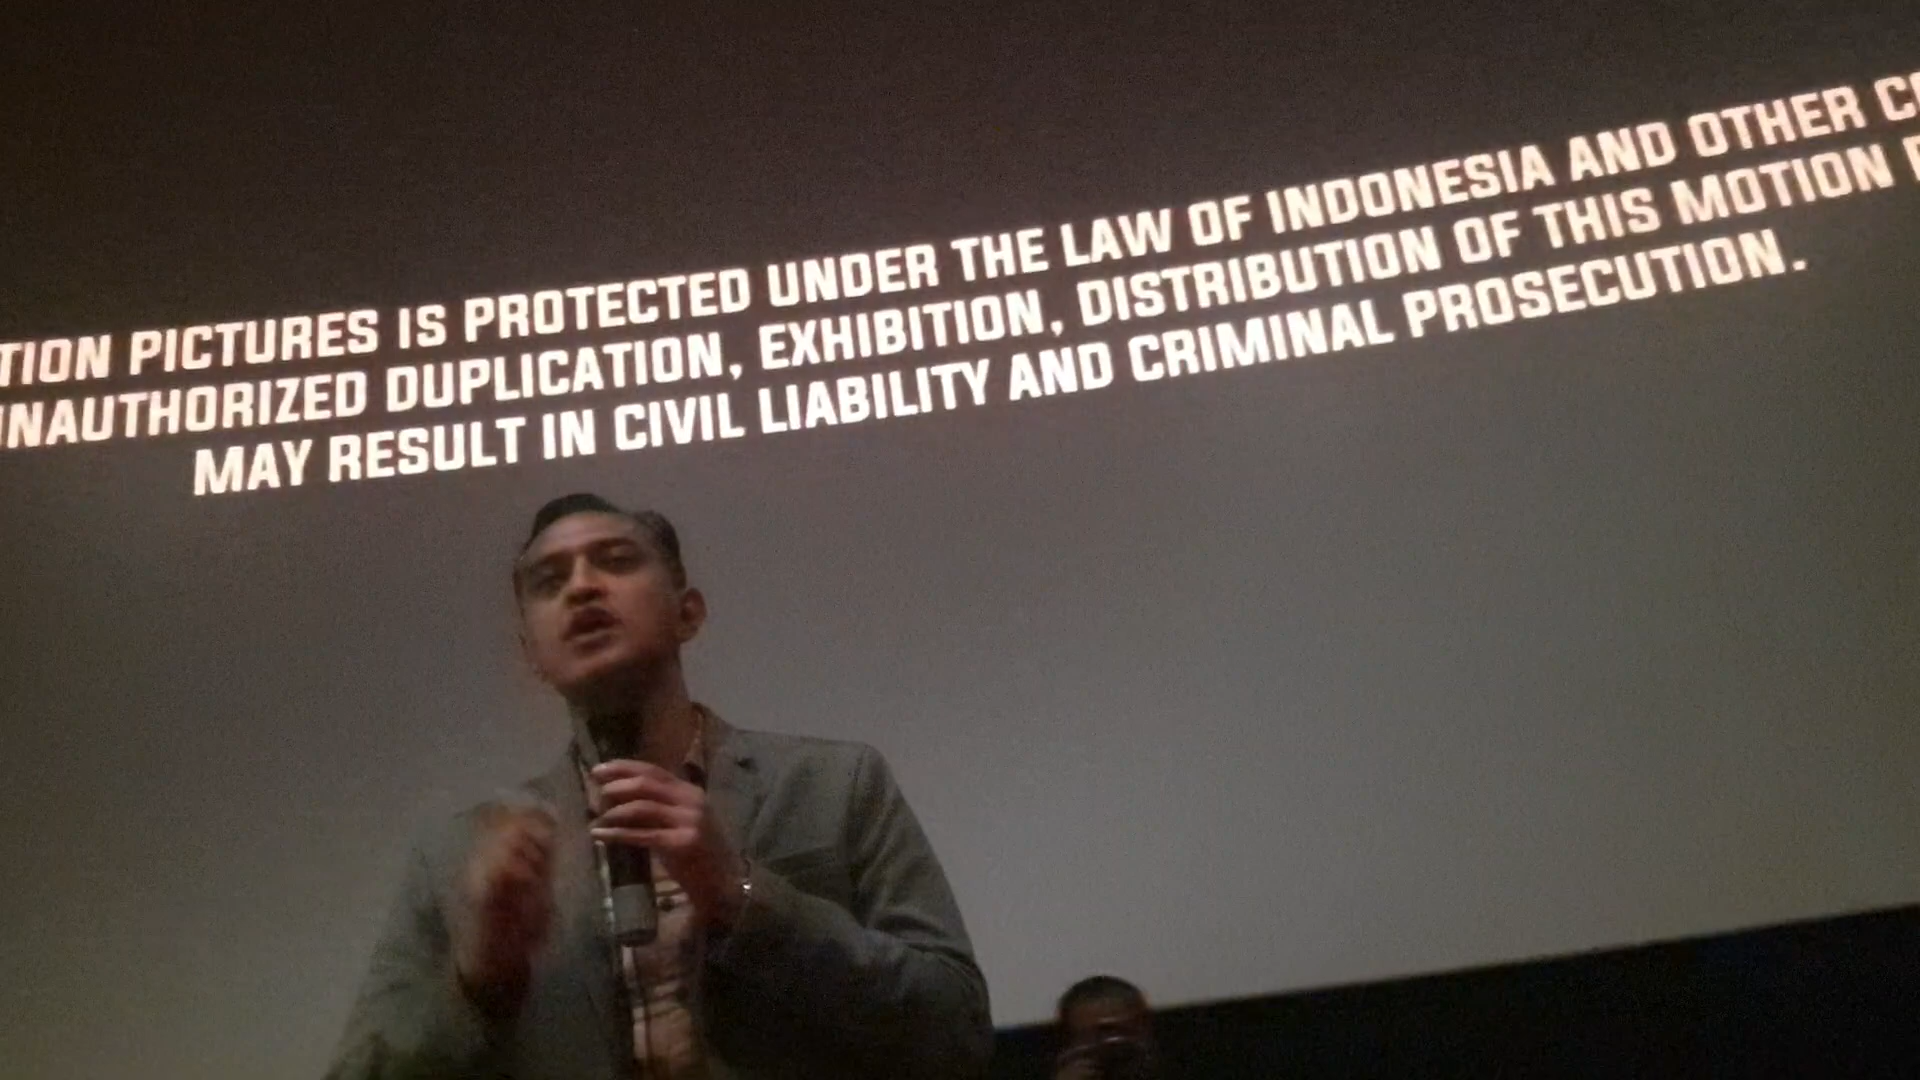 TION PICTURES IS PROTECTED UNDER THE LAW OF INDONESIA AND OTHER
UNAUTHORIZED DUPLICATION, EXHIBITION, DISTRIBUTION OF THIS MOTION
MAY RESULT IN CIVIL LIABILITY AND CRIMINAL PROSECUTION.